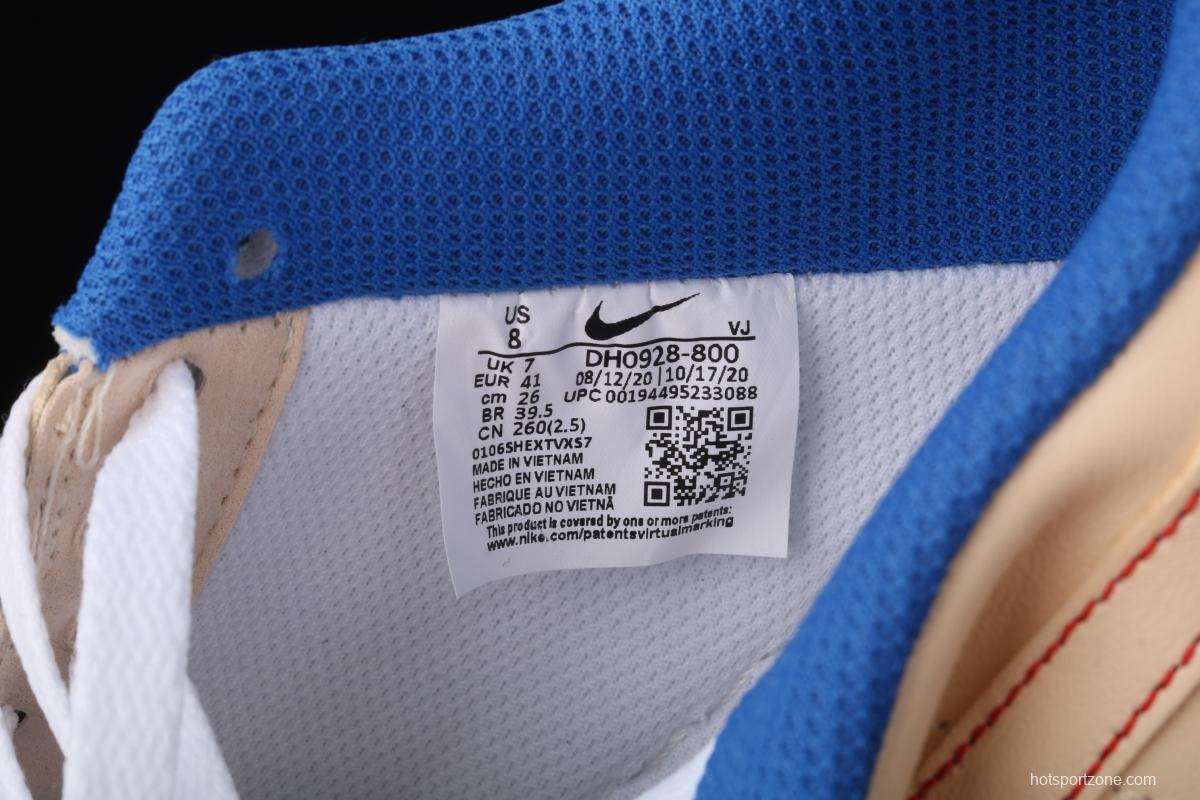 US
8
VJ
UK 7
EUR 41
cm 26
BR 39.5
CN 260(2.5)
DH0928-800
08/12/20 | 10/17/20
UPC 00194495233088
0106SHEXTVXS7
MADE IN VIETNAM
HECHO EN VIETNAM
FABRIQUE AU VIETNAM
FABRICADO NO VIETNÃ
This product is covered by one or more patents:
www.nike.com/patentsvirtualmarking
hotsportzone.com